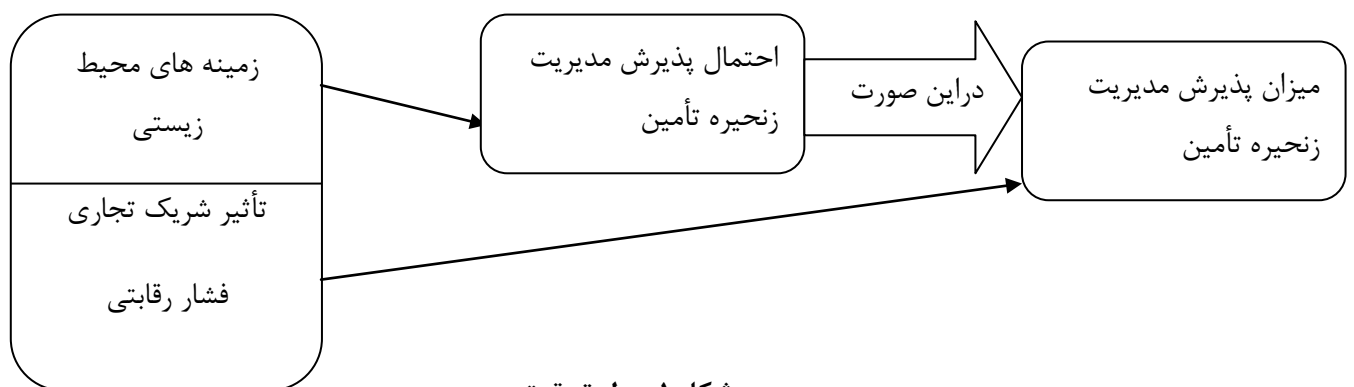 زمینه های محیط
زیستی
تأثیر شریک تجاری
فشار رقابتی
احتمال پذیرش مدیریت
زنحیره تأمین
دراین صورت
میزان پذیرش مدیریت
زنحیره تأمین